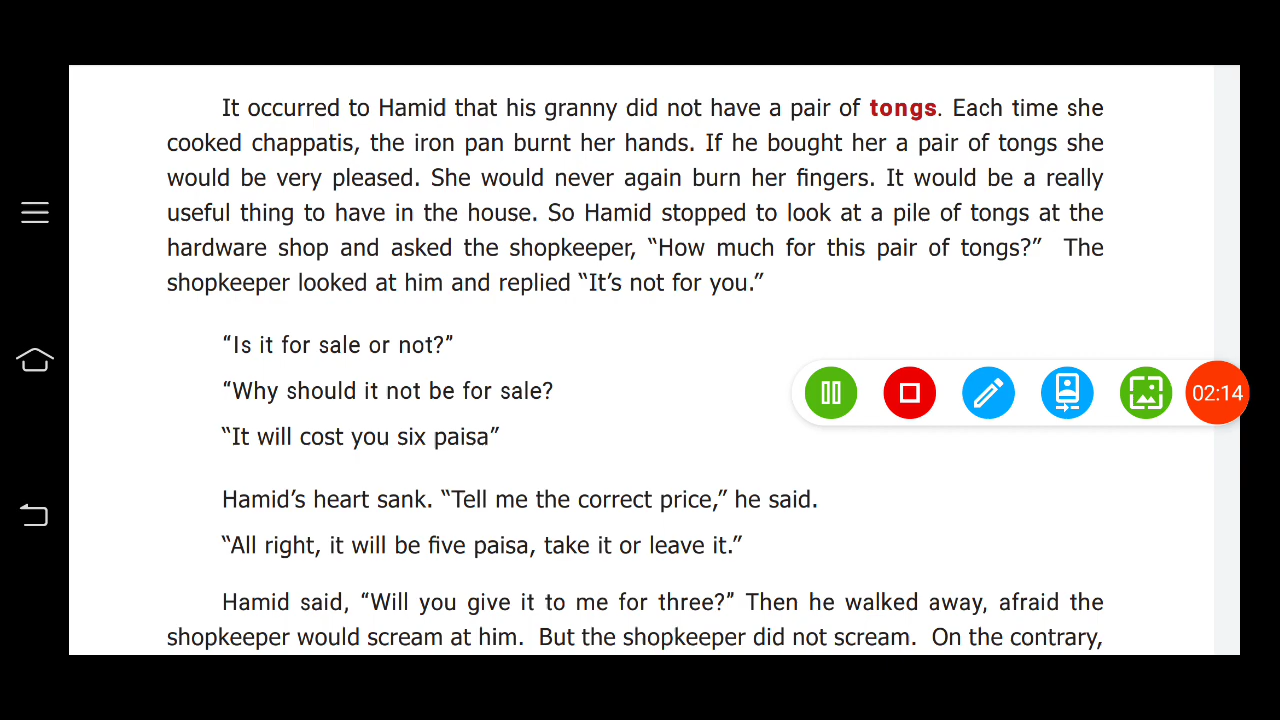 It occurred to Hamid that his granny did not have a pair of tongs. Each time she
cooked chappatis, the iron pan burnt her hands. If he bought her a pair of tongs she
would be very pleased. She would never again burn her fingers. It would be a really
useful thing to have in the house. So Hamid stopped to look at a pile of tongs at the
hardware shop and asked the shopkeeper, “How much for this pair of tongs?” The
shopkeeper looked at him and replied “It’s not for you.”
“Is it for sale or not?”
“Why should it not be for sale?
“It will cost you six paisa”
02:14
Hamid’s heart sank. “Tell me the correct price,” he said.
“All right, it will be five paisa, take it or leave it.”
Hamid said, “Will you give it to me for three?” Then he walked away, afraid the
shopkeeper would scream at him. But the shopkeeper did not scream. On the contrary,